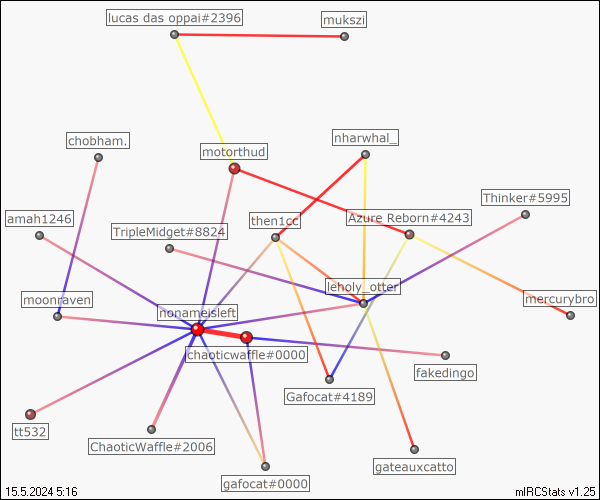 lucas das oppai#2396
mukszi
chobham.
nharwhal_
motorthud
Thinker#5995
amah1246
Azure Reborn#4243
then1cc
TripleMidget#8824
leholy_otter
moonraven
mercurybro
nonameisleft
chaoticwaffle#0000
fakedingo
Gafocat#4189
tt532
ChaoticWaffle#2006
gateauxcatto
gafocat#0000
15.5.2024 5:16
mIRCStats v1.25